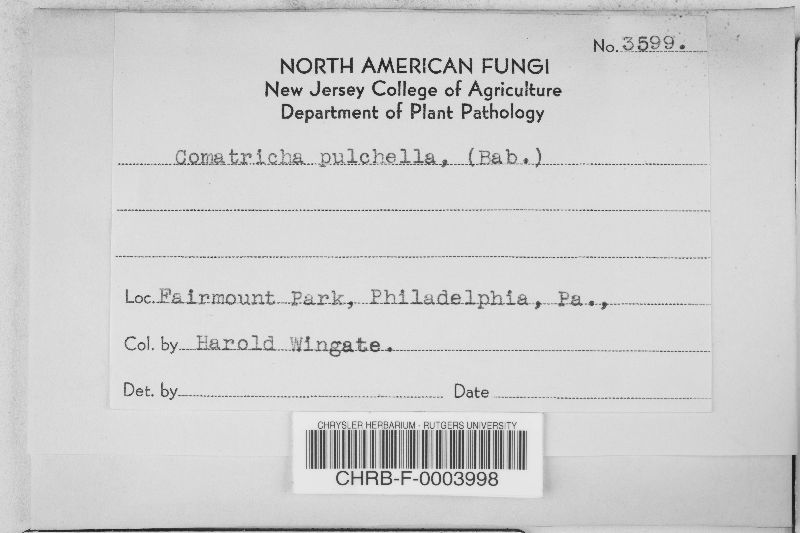 No. 3599.
NORTH AMERICAN FUNGI
New Jersey College of Agriculture
Department of Plant Pathology
Comatricha pulchella, (Bab.)
Loc. Fairmount Park, Philadelphia, Pa.,
Col. by Harold Wingate.
Det. by Date
CHRYSLER HERBARIUM - RUTGERS UNIVERSITY
CHRB-F-0003998